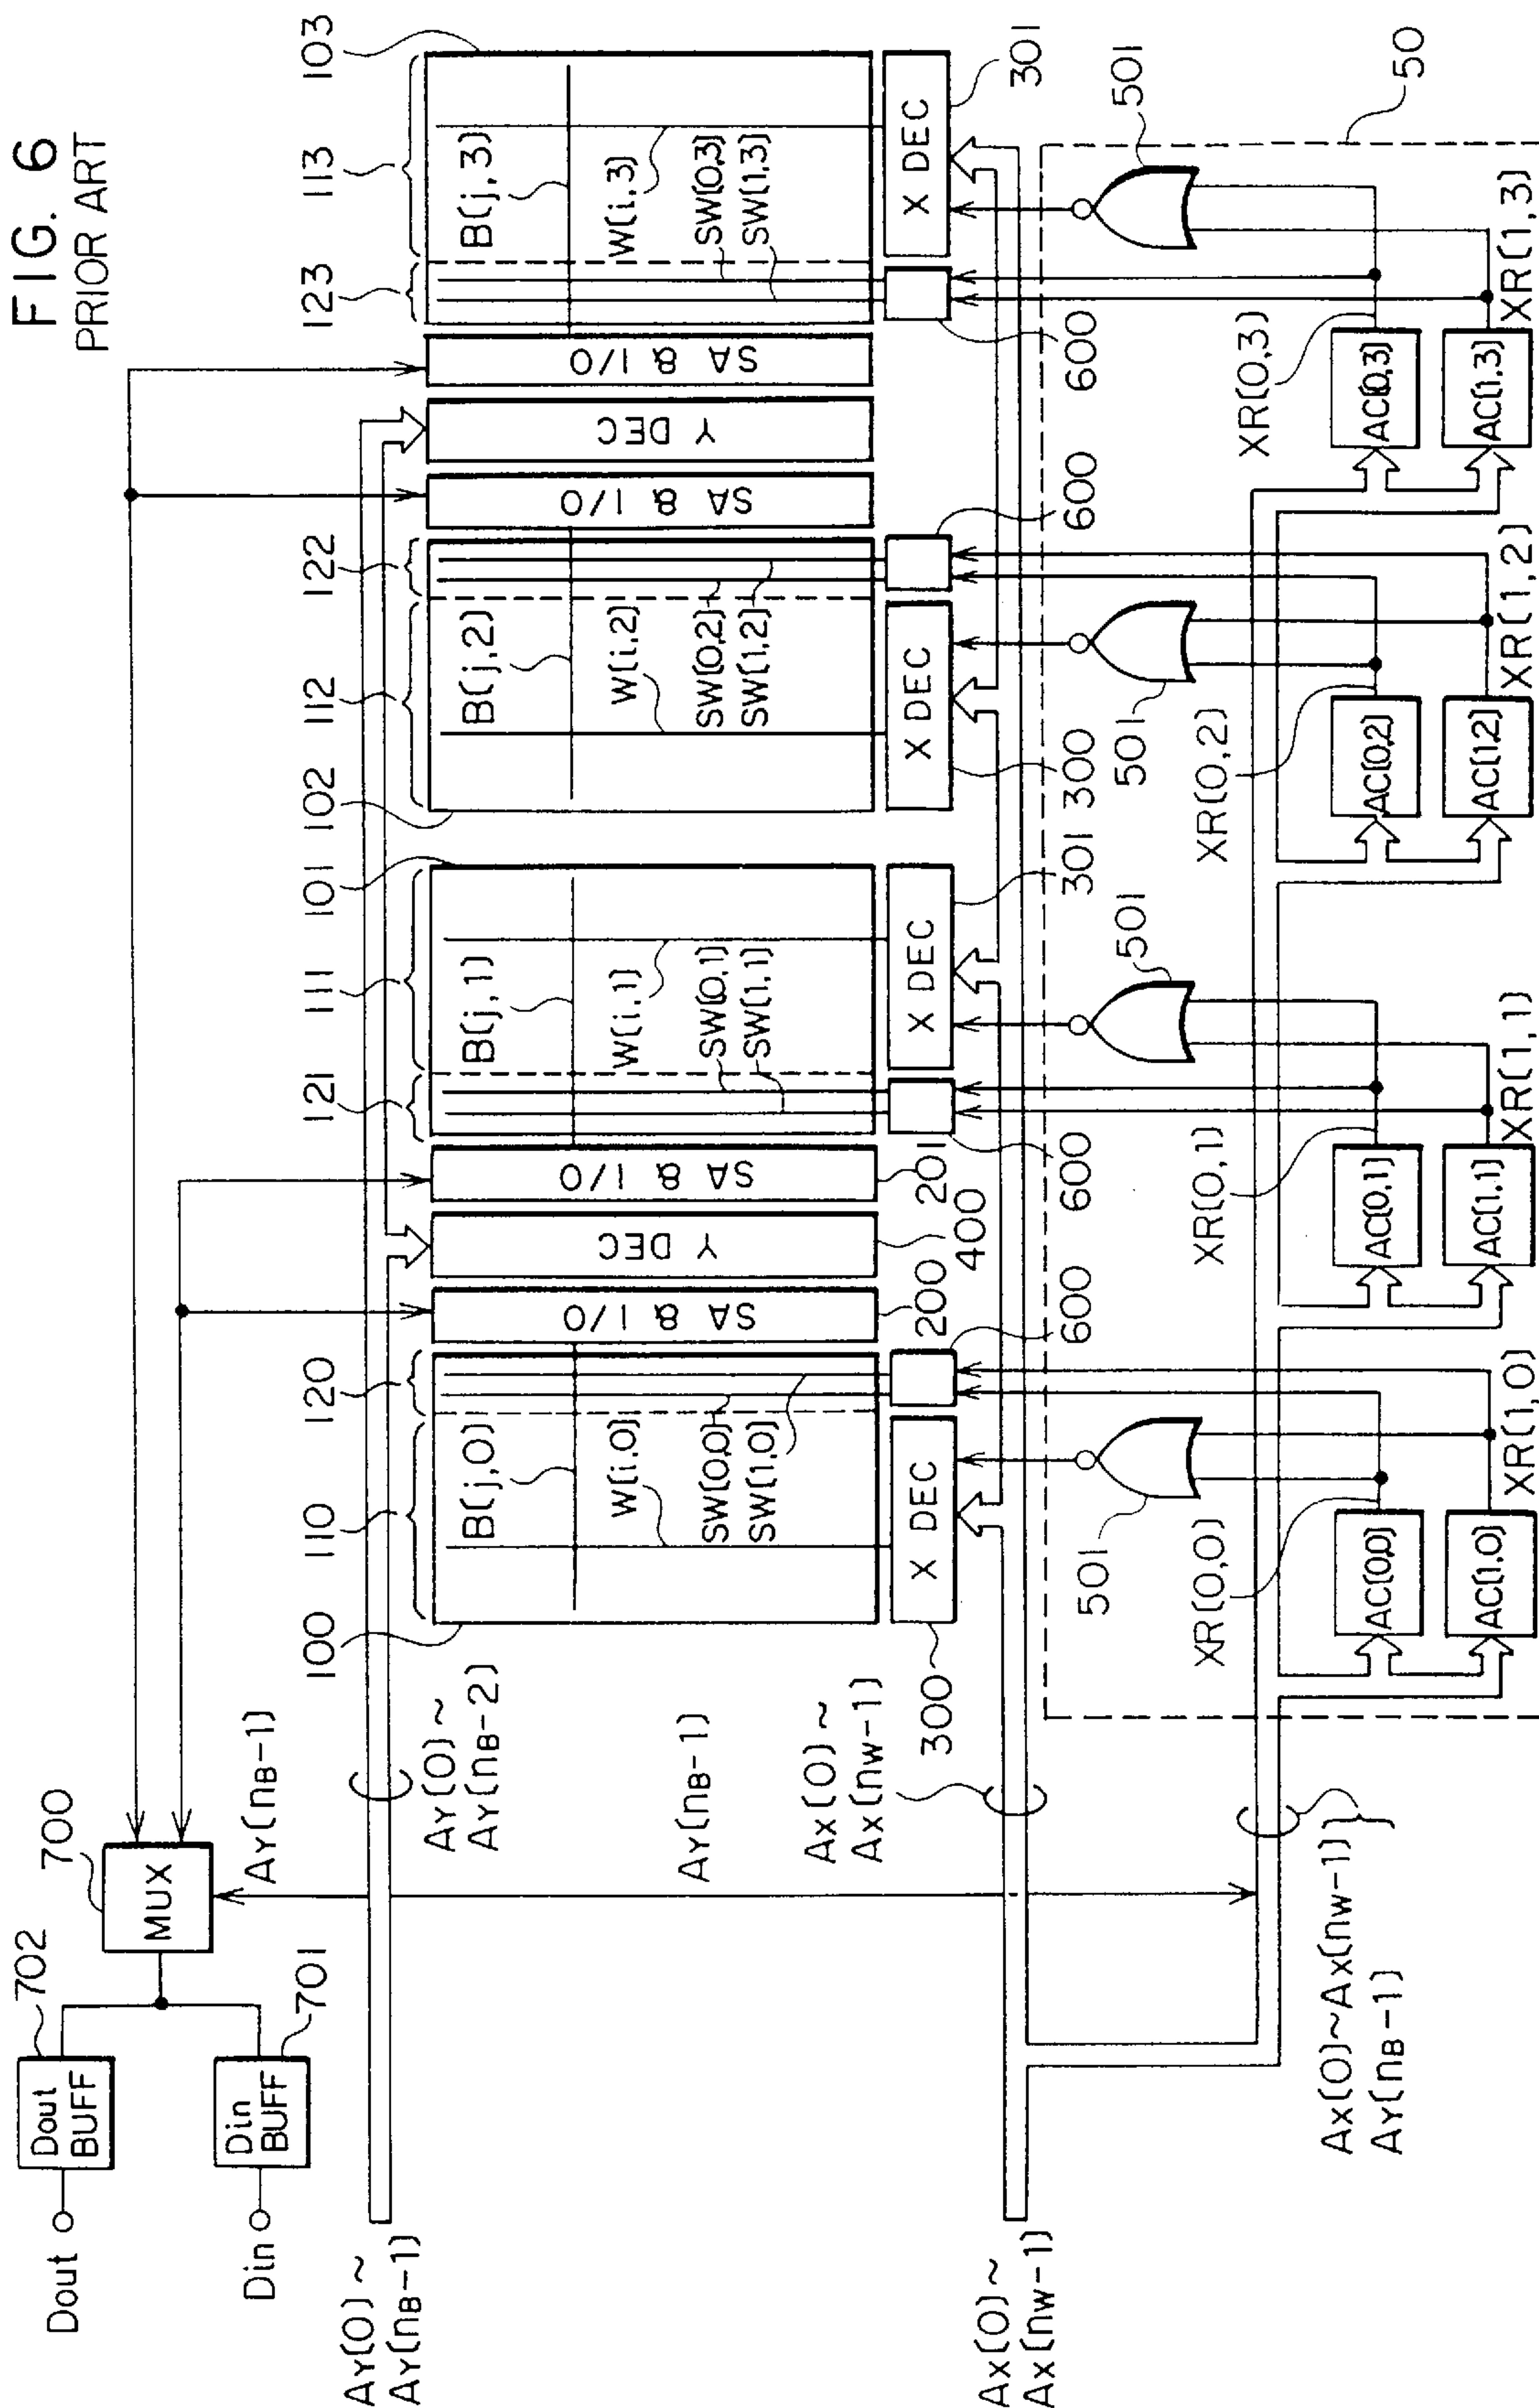 FIG. 6
PRIOR ART
Dout
Dout
BUFF
702
Din
Din
BUFF
701
MUX
700
AY(nB-1)
AY(0)~
AY(nB-1)
AY(0)~
AY(nB-2)
AY(nB-1)
AX(0)~
AX(nW-1)
AX(0)~
AX(nW-1)
AX(0)~AX(nW-1)
AY(nB-1)
100
110
120
121
111
101
102
112
122
123
113
103
B(j,0)
W(i,0)
SW(0,0)
SW(1,0)
SA & I/O
200
Y DEC
400
SA & I/O
201
B(j,1)
W(i,1)
SW(0,1)
SW(1,1)
B(j,2)
W(i,2)
SW(0,2)
SW(1,2)
SA & I/O
Y DEC
SA & I/O
B(j,3)
W(i,3)
SW(0,3)
SW(1,3)
X DEC
300
600
600
X DEC
301
X DEC
300
600
600
X DEC
301
50
501
501
501
501
XR(0,0)
AC(0,0)
AC(1,0)
XR(1,0)
XR(0,1)
AC(0,1)
AC(1,1)
XR(1,1)
XR(0,2)
AC(0,2)
AC(1,2)
XR(1,2)
XR(0,3)
AC(0,3)
AC(1,3)
XR(1,3)